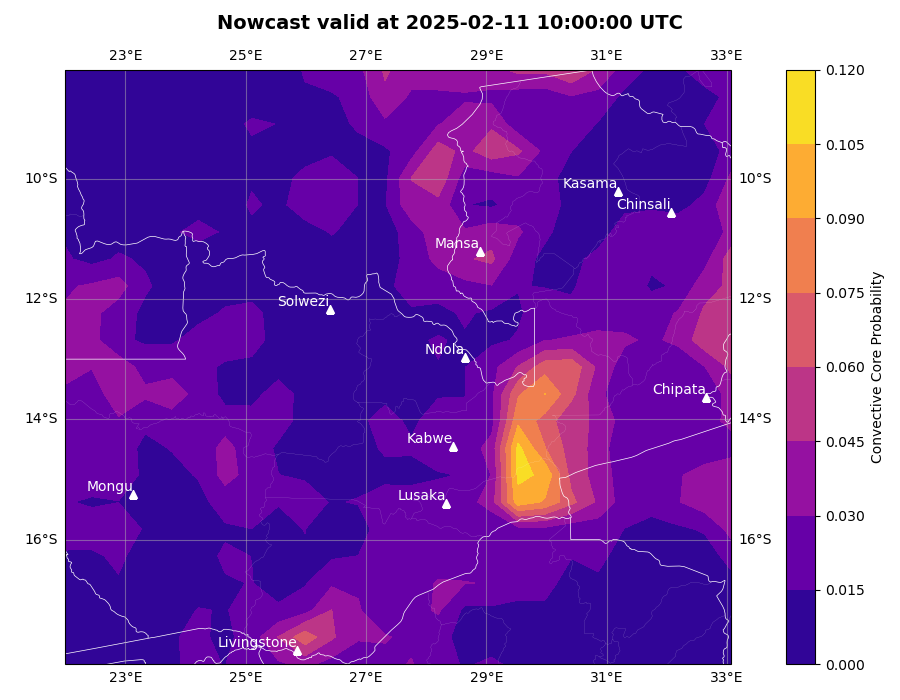 Nowcast valid at 2025-02-11 10:00:00 UTC
23°E 25°E 27°E 29°E 31°E 33°E
0.120
0.105
10°S Kasama 10°S
Chinsali
0.090
Mansa
12°S Solwezi 12°S
0.075
Ndola
0.060
Chipata
14°S 14°S
Kabwe
0.045
Mongu
Lusaka
0.030
16°S 16°S
0.015
Livingstone
0.000
23°E 25°E 27°E 29°E 31°E 33°E
Convective Core Probability